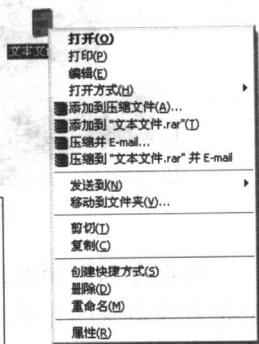 文本文件
打开(O)
打印(P)
编辑(E)
打开方式(H)
添加到压缩文件(A)...
添加到 "文本文件.rar"(T)
压缩并 E-mail...
压缩到 "文本文件.rar" 并 E-mail
发送到(N)
移动到文件夹(V)...
剪切(T)
复制(C)
创建快捷方式(S)
删除(D)
重命名(M)
属性(R)